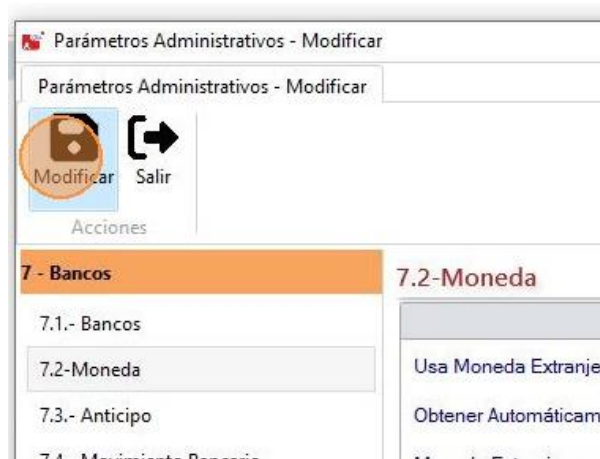 Parámetros Administrativos - Modificar
Parámetros Administrativos - Modificar
Modificar Salir
Acciones
7 - Bancos
7.2-Moneda
7.1.- Bancos
7.2-Moneda
Usa Moneda Extranje
7.3.- Anticipo
Obtener Automáticam